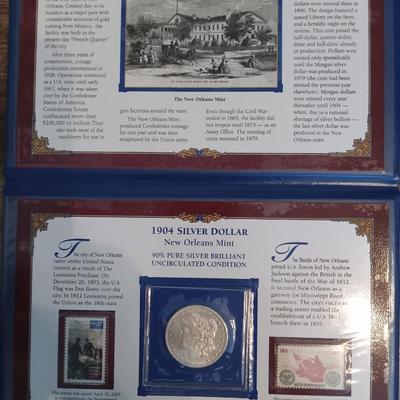 Orleans. Created due to its
location as a major port with
considerable amounts of gold
coming from Mexico, the
facility was built in the
present-day "French Quarter"
of the city.
After three years of
construction, coinage
production commenced in
1838. Operations continued
as a U.S. mint until early
1861, when it was taken
over by the Confederate
States of America.
Confederate forces
confiscated more than
$500,000 in bullion. They
also took most of the
machinery for use in
The New Orleans Mint
gun factories around the state.
The New Orleans Mint
produced Confederate coinage
for one year and was then
recaptured by the Union army.
Even though the Civil War
ended in 1865, the facility did
not reopen until 1875 — as an
Assay Office. The minting of
coins resumed in 1879.
dollars were minted here in
1846. The design featured a
seated Liberty on the front
and a heraldic eagle on the
reverse. This coin joined the
half-dollar, quarter-dollar,
dime and half-dime already
in production. Dollars were
minted only sporadically
until the Morgan silver
dollar was produced in
1879 (the coin had been
minted the previous year
elsewhere). Morgan dollars
were minted every year
thereafter until 1904 —
when, due to a national
shortage of silver bullion —
the last silver dollar was
produced at the New
Orleans mint.
1904 SILVER DOLLAR
New Orleans Mint
90% PURE SILVER BRILLIANT
UNCIRCULATED CONDITION
The city of New Orleans
came under United States
control as a result of The
Louisiana Purchase. On
December 20, 1803, the U.S.
Flag was first flown over the
city. In 1812 Louisiana joined
the Union as the 18th state.
The Battle of New Orleans
pitted U.S. forces led by Andrew
Jackson against the British in the
final battle of the War of 1812.
It secured New Orleans as a
gateway for Mississippi River
commerce. The city's status as
a trading center enabled the
establishment of a U.S. Mint
branch there in 1835.
This stamp was issued April 30, 2003